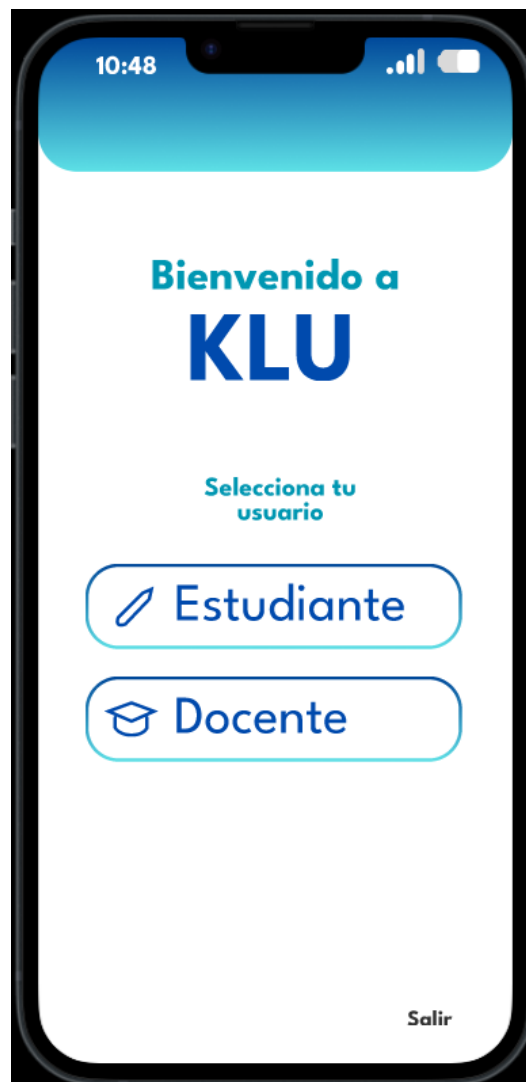 10:48
Bienvenido a
KLU
Selecciona tu
usuario
Estudiante
Docente
Salir